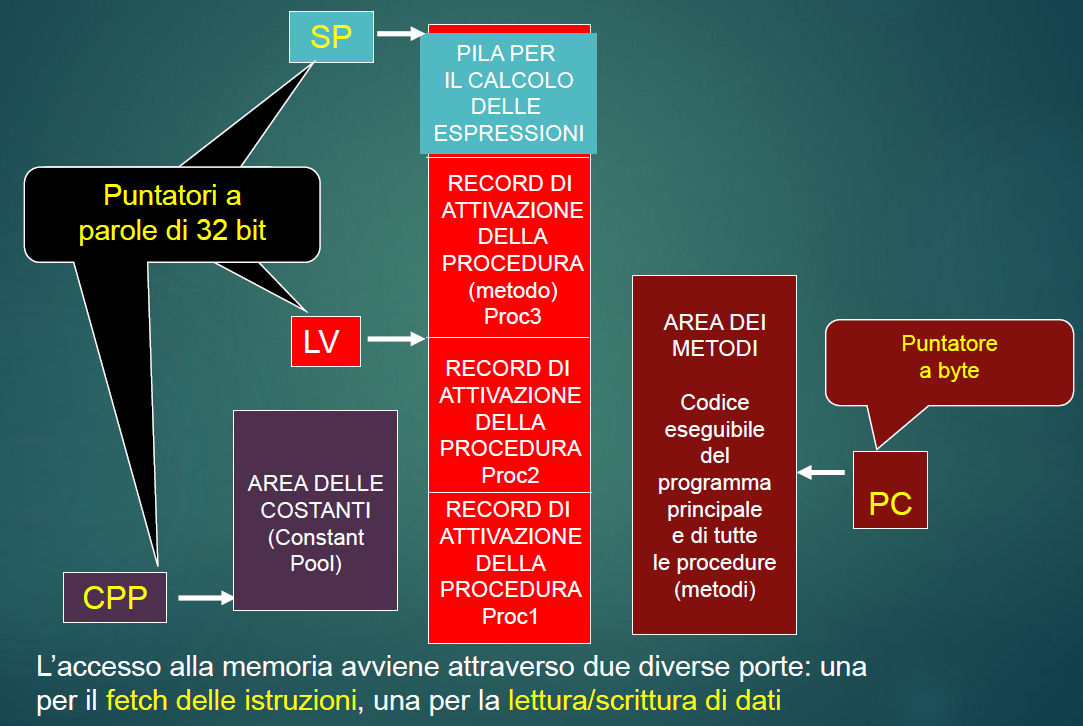 SP
PILA PER
IL CALCOLO
DELLE
ESPRESSIONI
Puntatori a
parole di 32 bit
RECORD DI
ATTIVAZIONE
DELLA
PROCEDURA
(metodo)
Proc3
LV
RECORD DI
ATTIVAZIONE
DELLA
PROCEDURA
Proc2
RECORD DI
ATTIVAZIONE
DELLA
PROCEDURA
Proc1
AREA DELLE
COSTANTI
(Constant
Pool)
CPP
AREA DEI
METODI
Codice
eseguibile
del
programma
principale
e di tutte
le procedure
(metodi)
Puntatore
a byte
PC
L’accesso alla memoria avviene attraverso due diverse porte: una
per il fetch delle istruzioni, una per la lettura/scrittura di dati